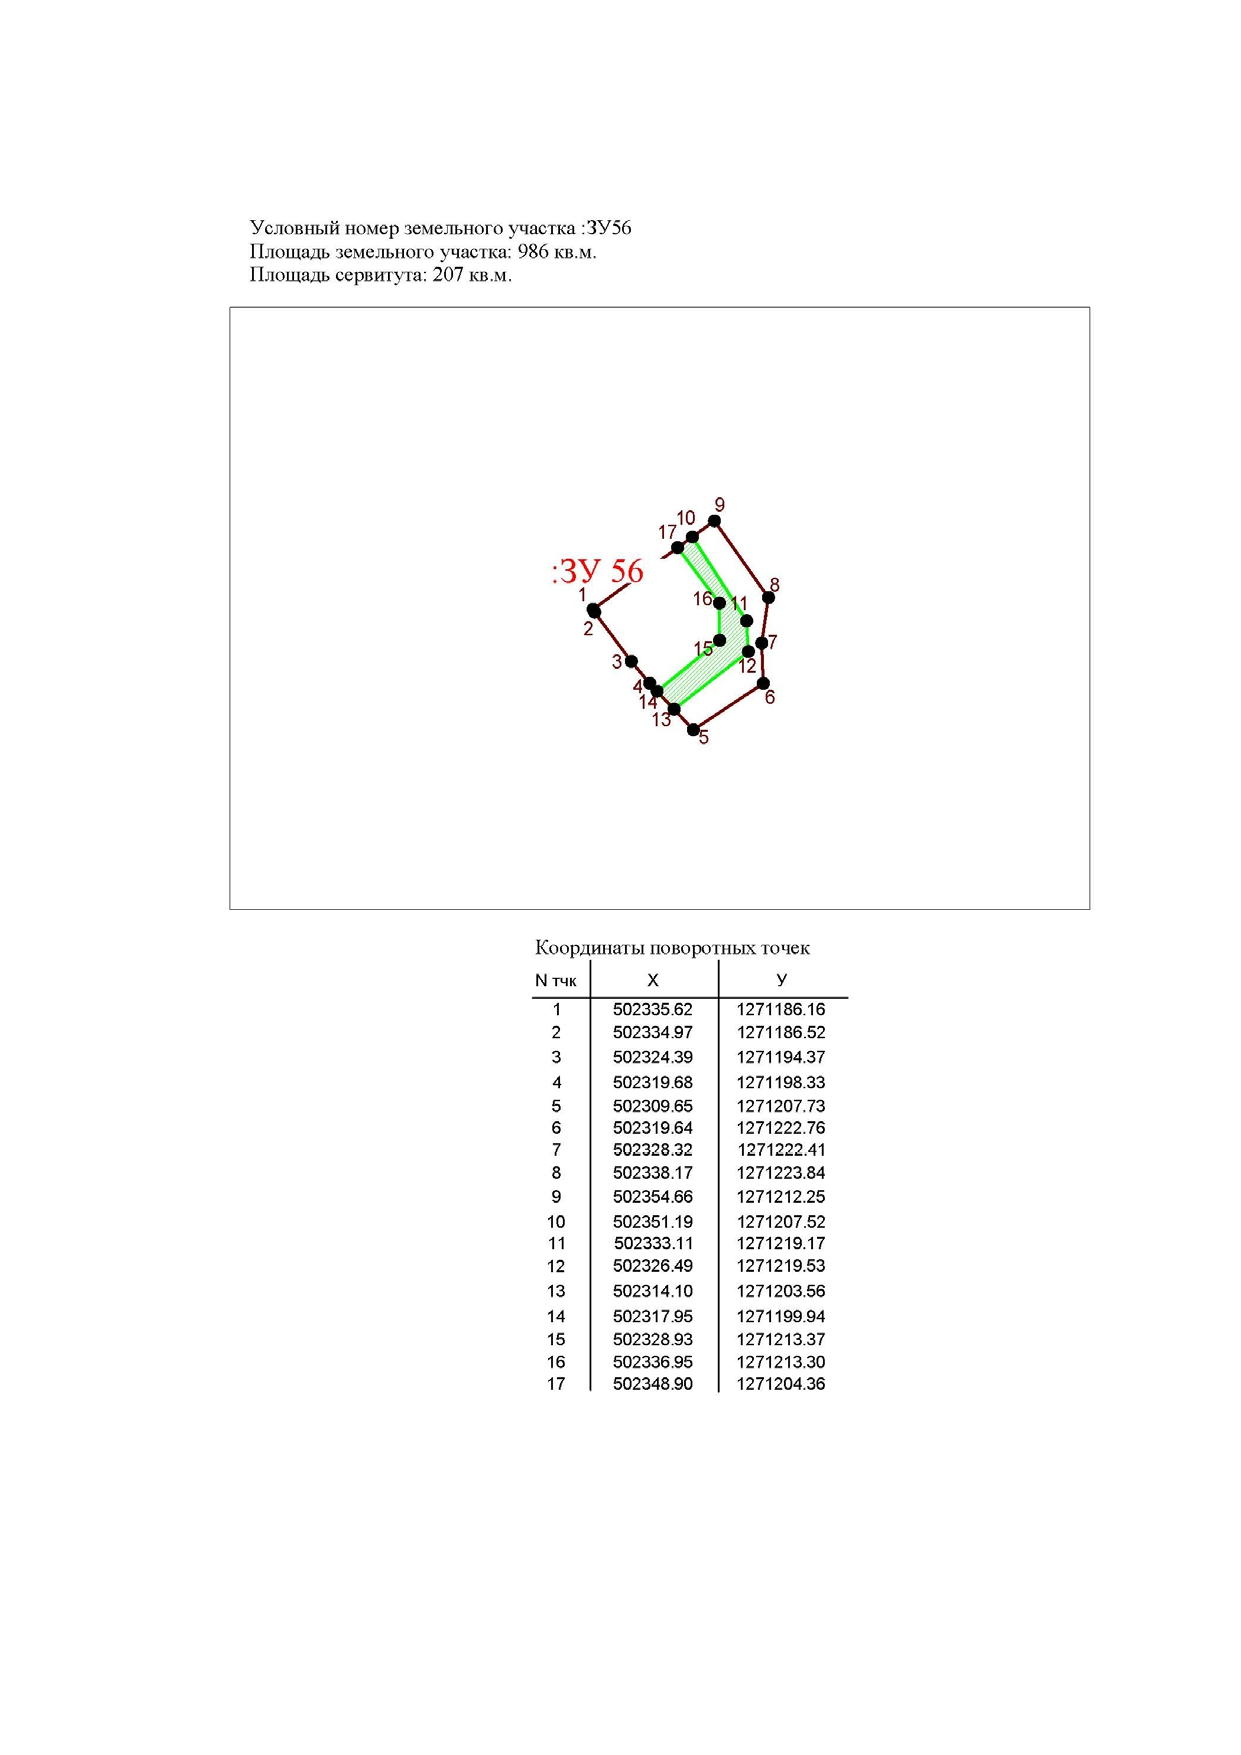 Условный номер земельного участка :ЗУ56
Площадь земельного участка: 986 кв.м.
Площадь сервитута: 207 кв.м.
9
10
17
:ЗУ 56
8
1
16
11
2
7
15
3
12
4
6
14
13
5
Координаты поворотных точек
N тчк X У
1 502335.62 1271186.16
2 502334.97 1271186.52
3 502324.39 1271194.37
4 502319.68 1271198.33
5 502309.65 1271207.73
6 502319.64 1271222.76
7 502328.32 1271222.41
8 502338.17 1271223.84
9 502354.66 1271212.25
10 502351.19 1271207.52
11 502333.11 1271219.17
12 502326.49 1271219.53
13 502314.10 1271203.56
14 502317.95 1271199.94
15 502328.93 1271213.37
16 502336.95 1271213.30
17 502348.90 1271204.36